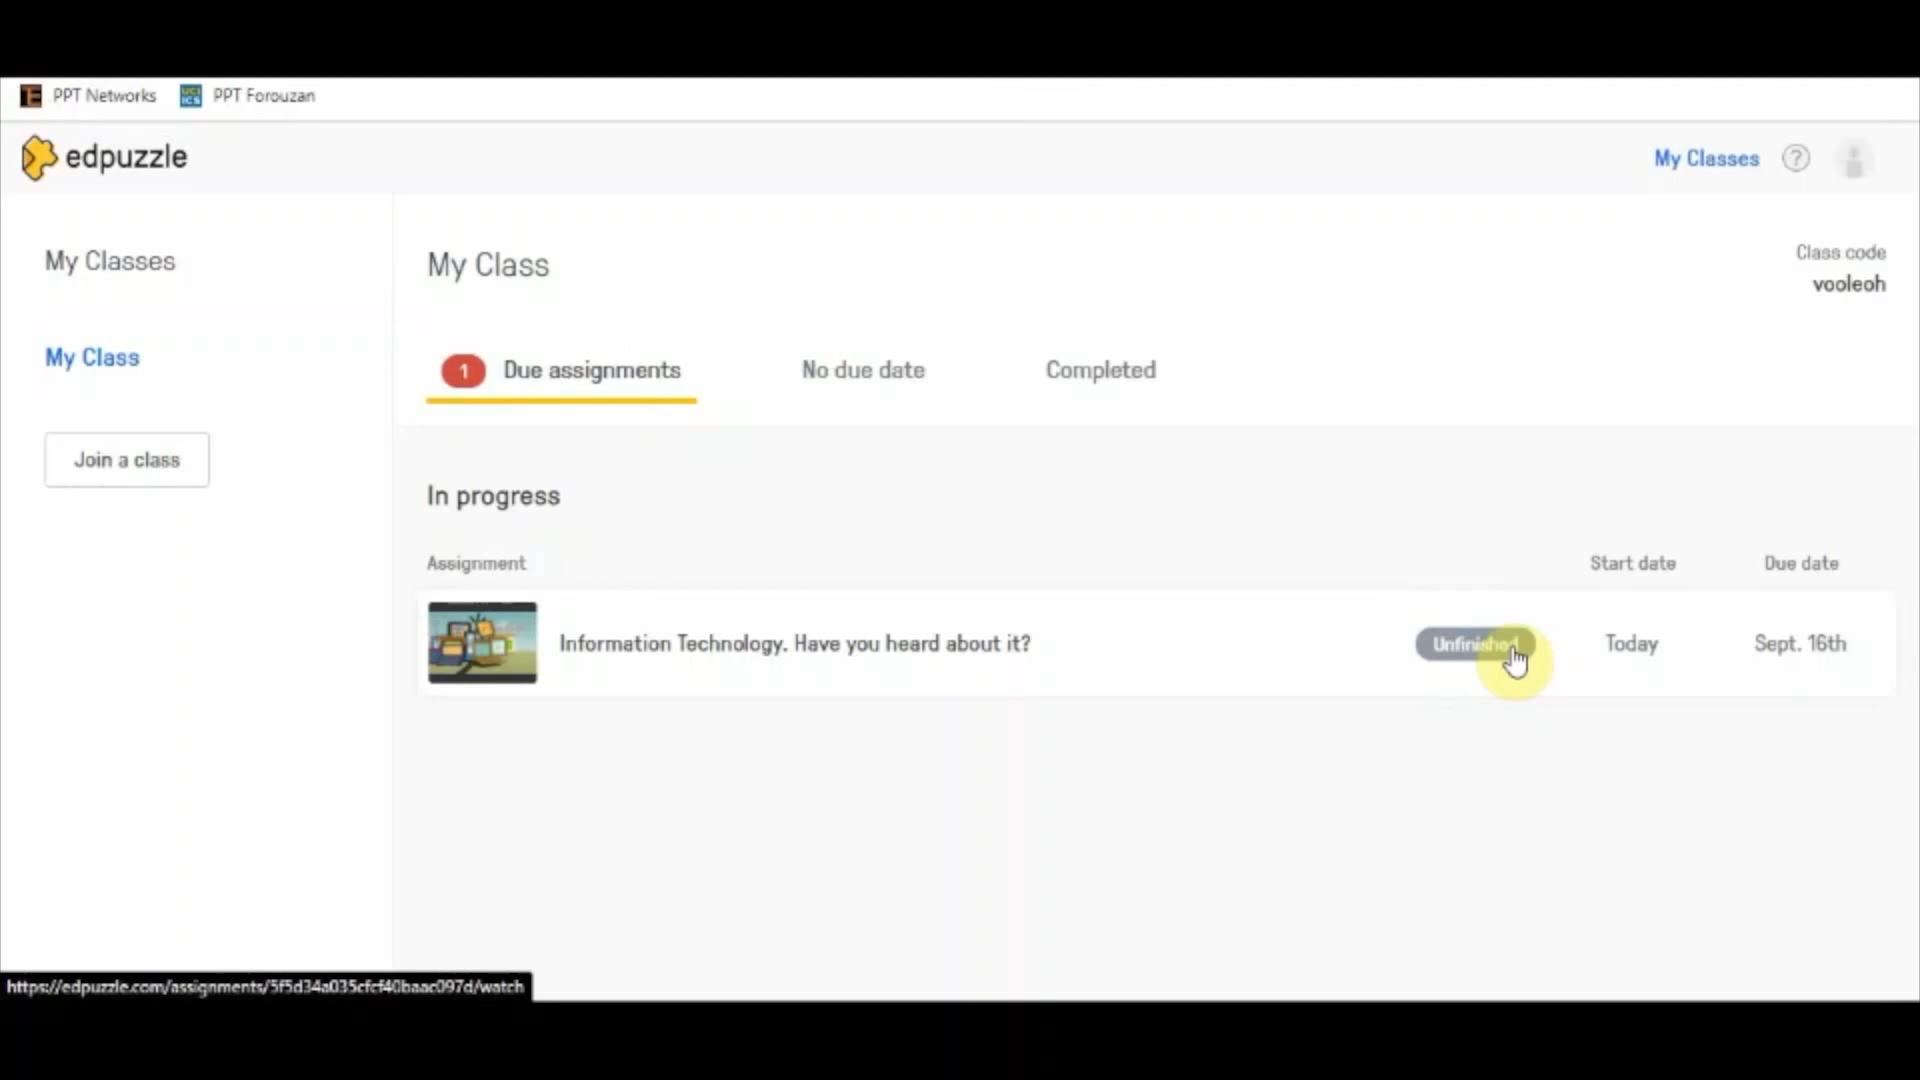 PPT Networks PPT Forouzan
edpuzzle
My Classes ?
My Classes
My Class
Join a class
My Class
Class code
vooleoh
1 Due assignments No due date Completed
In progress
Assignment Start date Due date
Information Technology. Have you heard about it? Unfinished Today Sept. 16th
https://edpuzzle.com/assignments/5f5d34a035cfcf40baac097d/watch